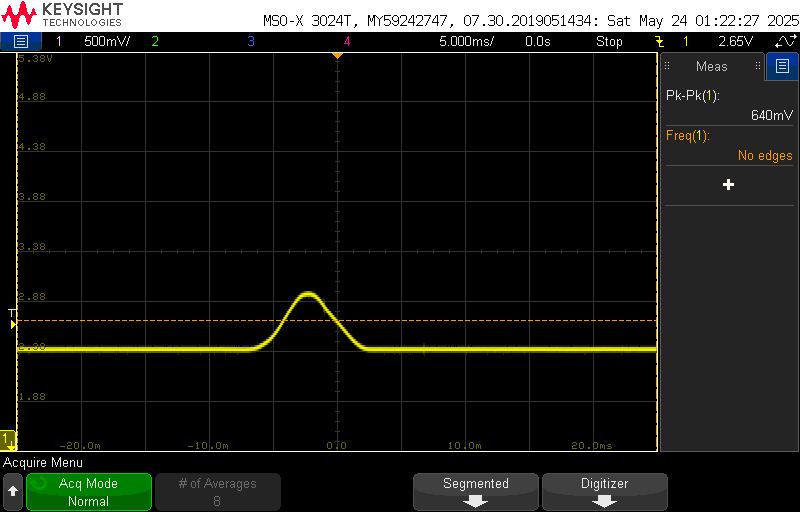 KEYSIGHT
TECHNOLOGIES
MSO-X 3024T, MY59242747, 07.30.2019051434: Sat May 24 01:22:27 2025
1 500mV/ 2 3 4 5.000ms/ 0.0s Stop 1 2.65V
5.38V
4.88
4.38
3.88
3.38
2.88
2.38
1.88
T
1
-20.0m -10.0m 0.0 10.0m 20.0ms
Meas
Pk-Pk(1):
640mV
Freq(1):
No edges
Acquire Menu
Acq Mode
Normal
# of Averages
8
Segmented
Digitizer